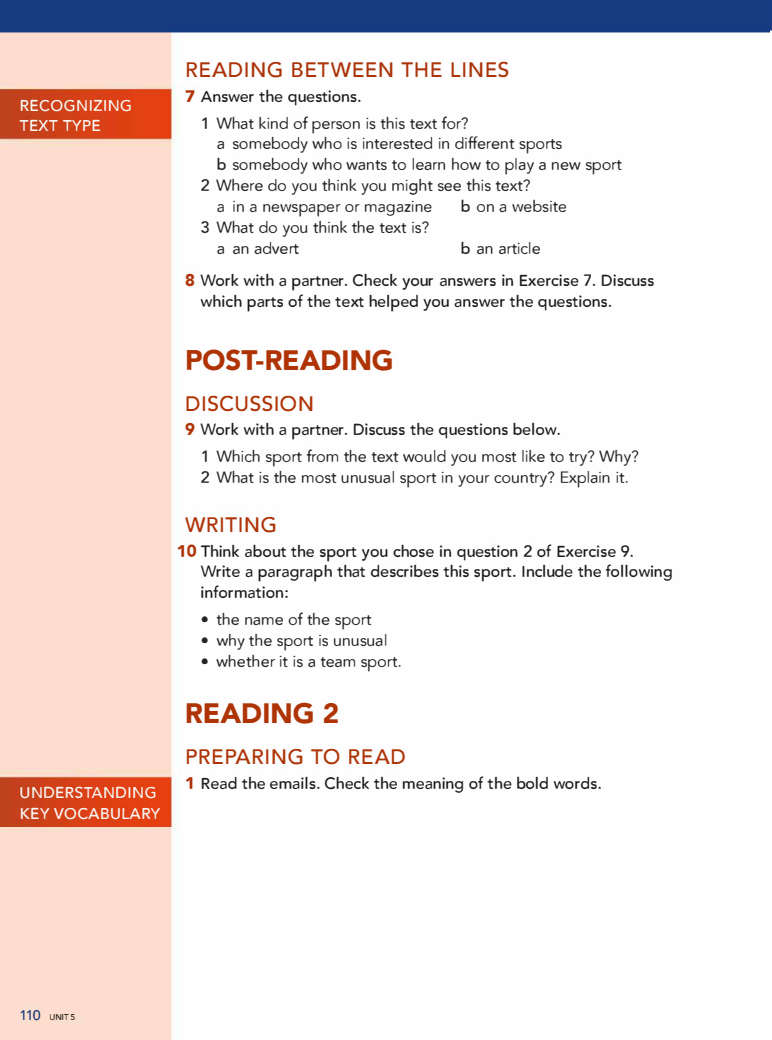 READING BETWEEN THE LINES
RECOGNIZING
TEXT TYPE
7 Answer the questions.
1 What kind of person is this text for?
a somebody who is interested in different sports
b somebody who wants to learn how to play a new sport
2 Where do you think you might see this text?
a in a newspaper or magazine b on a website
3 What do you think the text is?
a an advert b an article
8 Work with a partner. Check your answers in Exercise 7. Discuss
which parts of the text helped you answer the questions.
POST-READING
DISCUSSION
9 Work with a partner. Discuss the questions below.
1 Which sport from the text would you most like to try? Why?
2 What is the most unusual sport in your country? Explain it.
WRITING
10 Think about the sport you chose in question 2 of Exercise 9.
Write a paragraph that describes this sport. Include the following
information:
• the name of the sport
• why the sport is unusual
• whether it is a team sport.
READING 2
PREPARING TO READ
UNDERSTANDING
KEY VOCABULARY
1 Read the emails. Check the meaning of the bold words.
110 UNIT 5